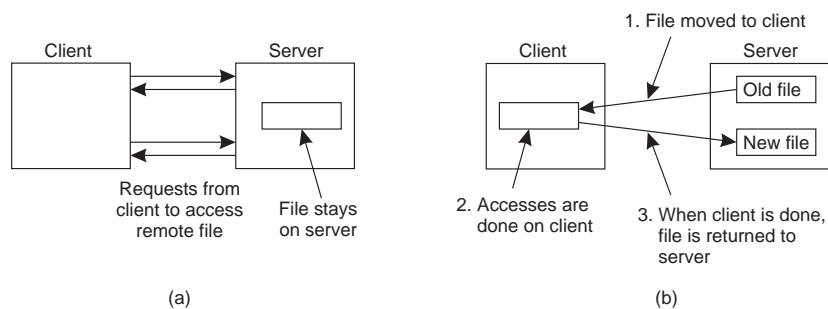 Client
Server
Requests from
client to access
remote file
File stays
on server
(a)
1. File moved to client
Client
Server
Old file
New file
2. Accesses are
done on client
3. When client is done,
file is returned to
server
(b)